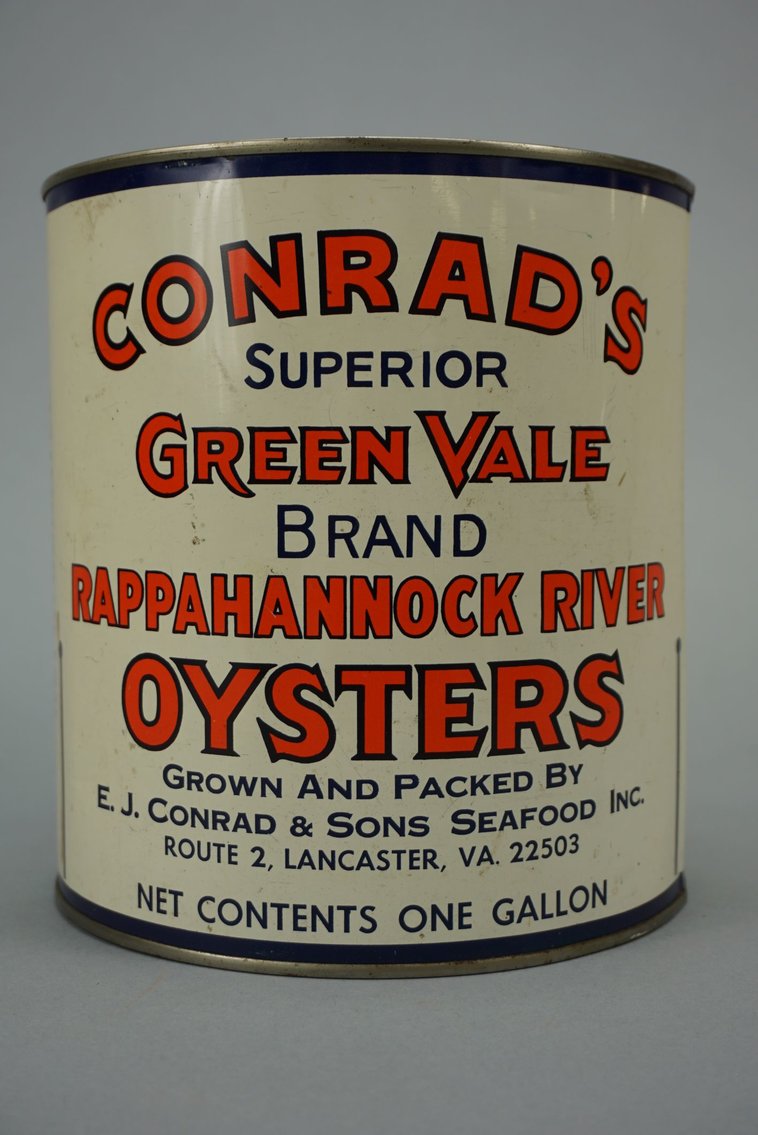 CONRAD'S
SUPERIOR
GREEN VALE
BRAND
RAPPAHANNOCK RIVER
OYSTERS
GROWN AND PACKED BY
E. J. CONRAD & SONS SEAFOOD INC.
ROUTE 2, LANCASTER, VA. 22503
NET CONTENTS ONE GALLON